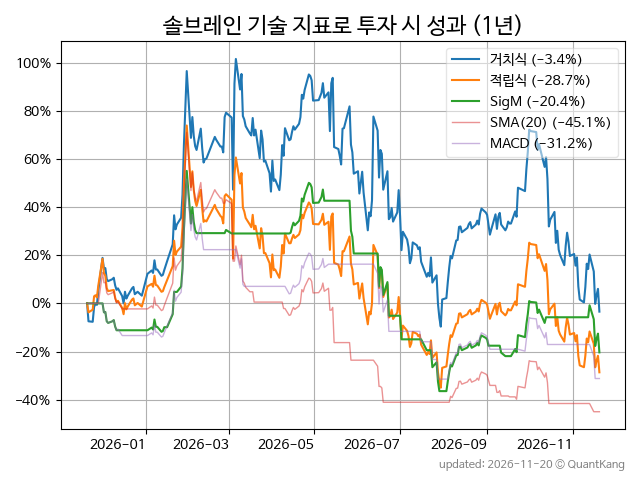 솔브레인 기술 지표로 투자 시 성과 (1년)
거치식 (−3.4%)
적립식 (−28.7%)
SigM (−20.4%)
SMA(20) (−45.1%)
MACD (−31.2%)
100%
80%
60%
40%
20%
0%
−20%
−40%
2026-01
2026-03
2026-05
2026-07
2026-09
2026-11
updated: 2026-11-20 ⓒ QuantKang